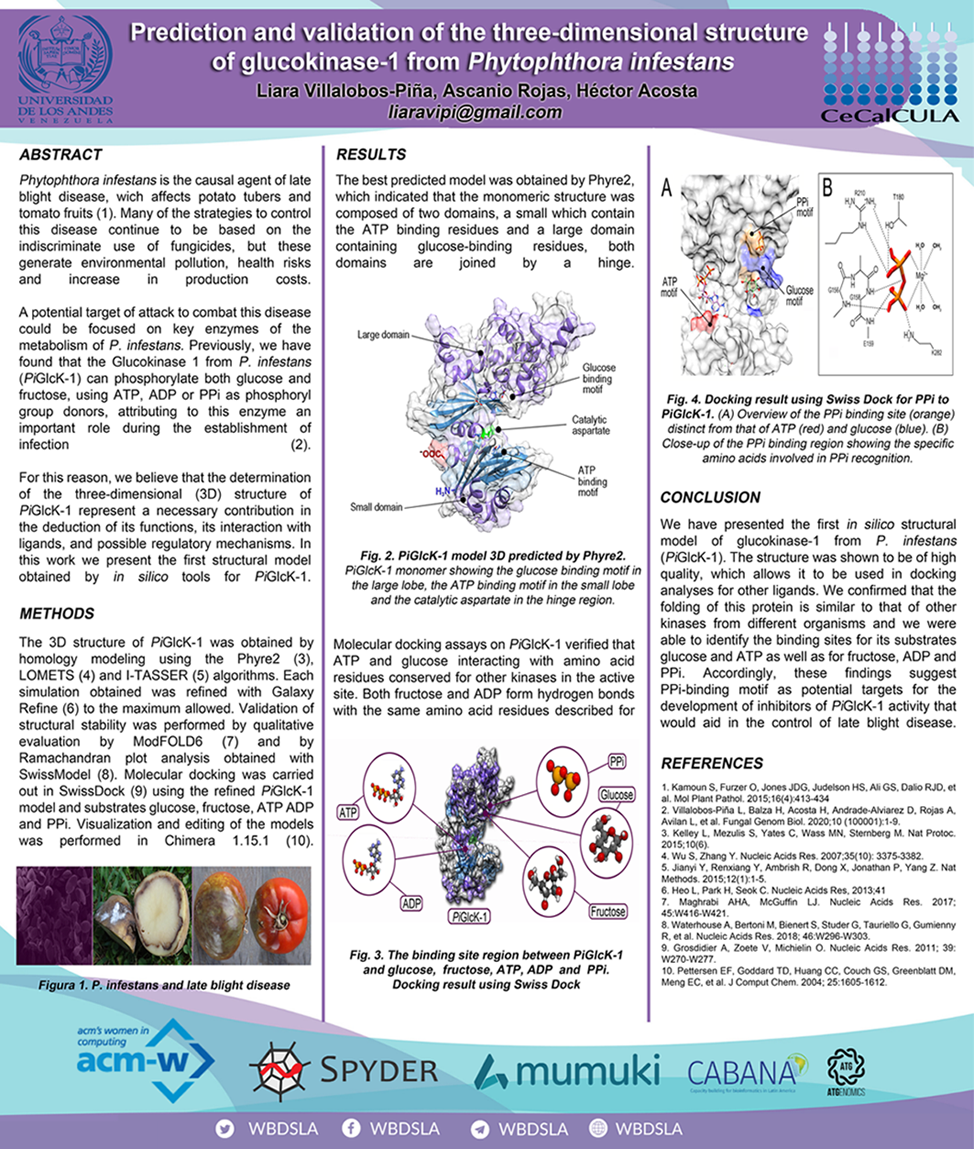 Prediction and validation of the three-dimensional structure
of glucokinase-1 from Phytophthora infestans
Liara Villalobos-Piña, Ascanio Rojas, Héctor Acosta
liaravipi@gmail.com
UNIVERSIDAD
DE LOS ANDES
VENEZUELA
CeCalCULA
ABSTRACT
Phytophthora infestans is the causal agent of late
blight disease, wich affects potato tubers and
tomato fruits (1). Many of the strategies to control
this disease continue to be based on the
indiscriminate use of fungicides, but these
generate environmental pollution, health risks
and increase in production costs.
A potential target of attack to combat this disease
could be focused on key enzymes of the
metabolism of P. infestans. Previously, we have
found that the Glucokinase 1 from P. infestans
(PiGlcK-1) can phosphorylate both glucose and
fructose, using ATP, ADP or PPi as phosphoryl
group donors, attributing to this enzyme an
important role during the establishment of
infection (2).
For this reason, we believe that the determination
of the three-dimensional (3D) structure of
PiGlcK-1 represent a necessary contribution in
the deduction of its functions, its interaction with
ligands, and possible regulatory mechanisms. In
this work we present the first structural model
obtained by in silico tools for PiGlcK-1.
METHODS
The 3D structure of PiGlcK-1 was obtained by
homology modeling using the Phyre2 (3),
LOMETS (4) and I-TASSER (5) algorithms. Each
simulation obtained was refined with Galaxy
Refine (6) to the maximum allowed. Validation of
structural stability was performed by qualitative
evaluation by ModFOLD6 (7) and by
Ramachandran plot analysis obtained with
SwissModel (8). Molecular docking was carried
out in SwissDock (9) using the refined PiGlcK-1
model and substrates glucose, fructose, ATP ADP
and PPi. Visualization and editing of the models
was performed in Chimera 1.15.1 (10).
Figura 1. P. infestans and late blight disease
RESULTS
The best predicted model was obtained by Phyre2,
which indicated that the monomeric structure was
composed of two domains, a small which contain
the ATP binding residues and a large domain
containing glucose-binding residues, both
domains are joined by a hinge.
Large domain
Glucose
binding
motif
Catalytic
aspartate
-OOC
ATP
binding
motif
H₃N+
Small domain
Fig. 2. PiGlcK-1 model 3D predicted by Phyre2.
PiGlcK-1 monomer showing the glucose binding motif in
the large lobe, the ATP binding motif in the small lobe
and the catalytic aspartate in the hinge region.
Molecular docking assays on PiGlcK-1 verified that
ATP and glucose interacting with amino acid
residues conserved for other kinases in the active
site. Both fructose and ADP form hydrogen bonds
with the same amino acid residues described for
PPi
Glucose
ATP
ADP
PiGlcK-1
Fructose
Fig. 3. The binding site region between PiGlcK-1
and glucose, fructose, ATP, ADP and PPi.
Docking result using Swiss Dock
A
PPi
motif
ATP
motif
Glucose
motif
B
R210
T180
NH
HO
H₂O
OH₂
Mg²⁺
G156
G158
NH
H₂O
OH₂
NH
H₃N
E159
K282
Fig. 4. Docking result using Swiss Dock for PPi to
PiGlcK-1. (A) Overview of the PPi binding site (orange)
distinct from that of ATP (red) and glucose (blue). (B)
Close-up of the PPi binding region showing the specific
amino acids involved in PPi recognition.
CONCLUSION
We have presented the first in silico structural
model of glucokinase-1 from P. infestans
(PiGlcK-1). The structure was shown to be of high
quality, which allows it to be used in docking
analyses for other ligands. We confirmed that the
folding of this protein is similar to that of other
kinases from different organisms and we were
able to identify the binding sites for its substrates
glucose and ATP as well as for fructose, ADP and
PPi. Accordingly, these findings suggest
PPi-binding motif as potential targets for the
development of inhibitors of PiGlcK-1 activity that
would aid in the control of late blight disease.
REFERENCES
1. Kamoun S, Furzer O, Jones JDG, Judelson HS, Ali GS, Dalio RJD, et
al. Mol Plant Pathol. 2015;16(4):413-434
2. Villalobos-Piña L, Balza H, Acosta H, Andrade-Alviarez D, Rojas A,
Avilan L, et al. Fungal Genom Biol. 2020;10 (100001):1-9.
3. Kelley L, Mezulis S, Yates C, Wass MN, Sternberg M. Nat Protoc.
2015;10(6).
4. Wu S, Zhang Y. Nucleic Acids Res. 2007;35(10): 3375-3382.
5. Jianyi Y, Renxiang Y, Ambrish R, Dong X, Jonathan P, Yang Z. Nat
Methods. 2015;12(1):1-5.
6. Heo L, Park H, Seok C. Nucleic Acids Res, 2013;41
7. Maghrabi AHA, McGuffin LJ. Nucleic Acids Res. 2017;
45:W416-W421.
8. Waterhouse A, Bertoni M, Bienert S, Studer G, Tauriello G, Gumienny
R, et al. Nucleic Acids Res. 2018; 46:W296-W303.
9. Grosdidier A, Zoete V, Michielin O. Nucleic Acids Res. 2011; 39:
W270-W277.
10. Pettersen EF, Goddard TD, Huang CC, Couch GS, Greenblatt DM,
Meng EC, et al. J Comput Chem. 2004; 25:1605-1612.
acm's women in
computing
acm-w
SPYDER
mumuki
CABANA
Capacity building for bioinformatics in Latin America
ATG
ATGENOMICS
WBDSLA
WBDSLA
WBDSLA
WBDSLA